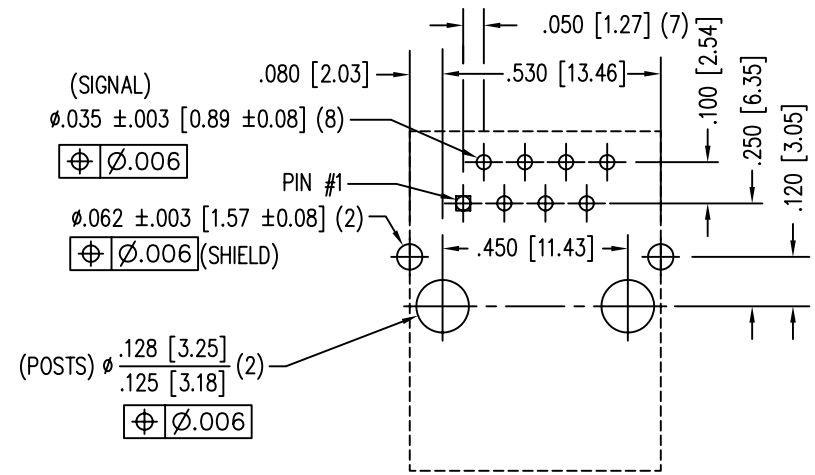 .050 [1.27] (7)
.080 [2.03]
.530 [13.46]
.100 [2.54]
.250 [6.35]
.120 [3.05]
(SIGNAL)
ø.035 ±.003 [0.89 ±0.08] (8)
⌖ Ø.006
PIN #1
ø.062 ±.003 [1.57 ±0.08] (2)
⌖ Ø.006 (SHIELD)
.450 [11.43]
(POSTS) ø .128 [3.25] (2)
.125 [3.18]
⌖ Ø.006